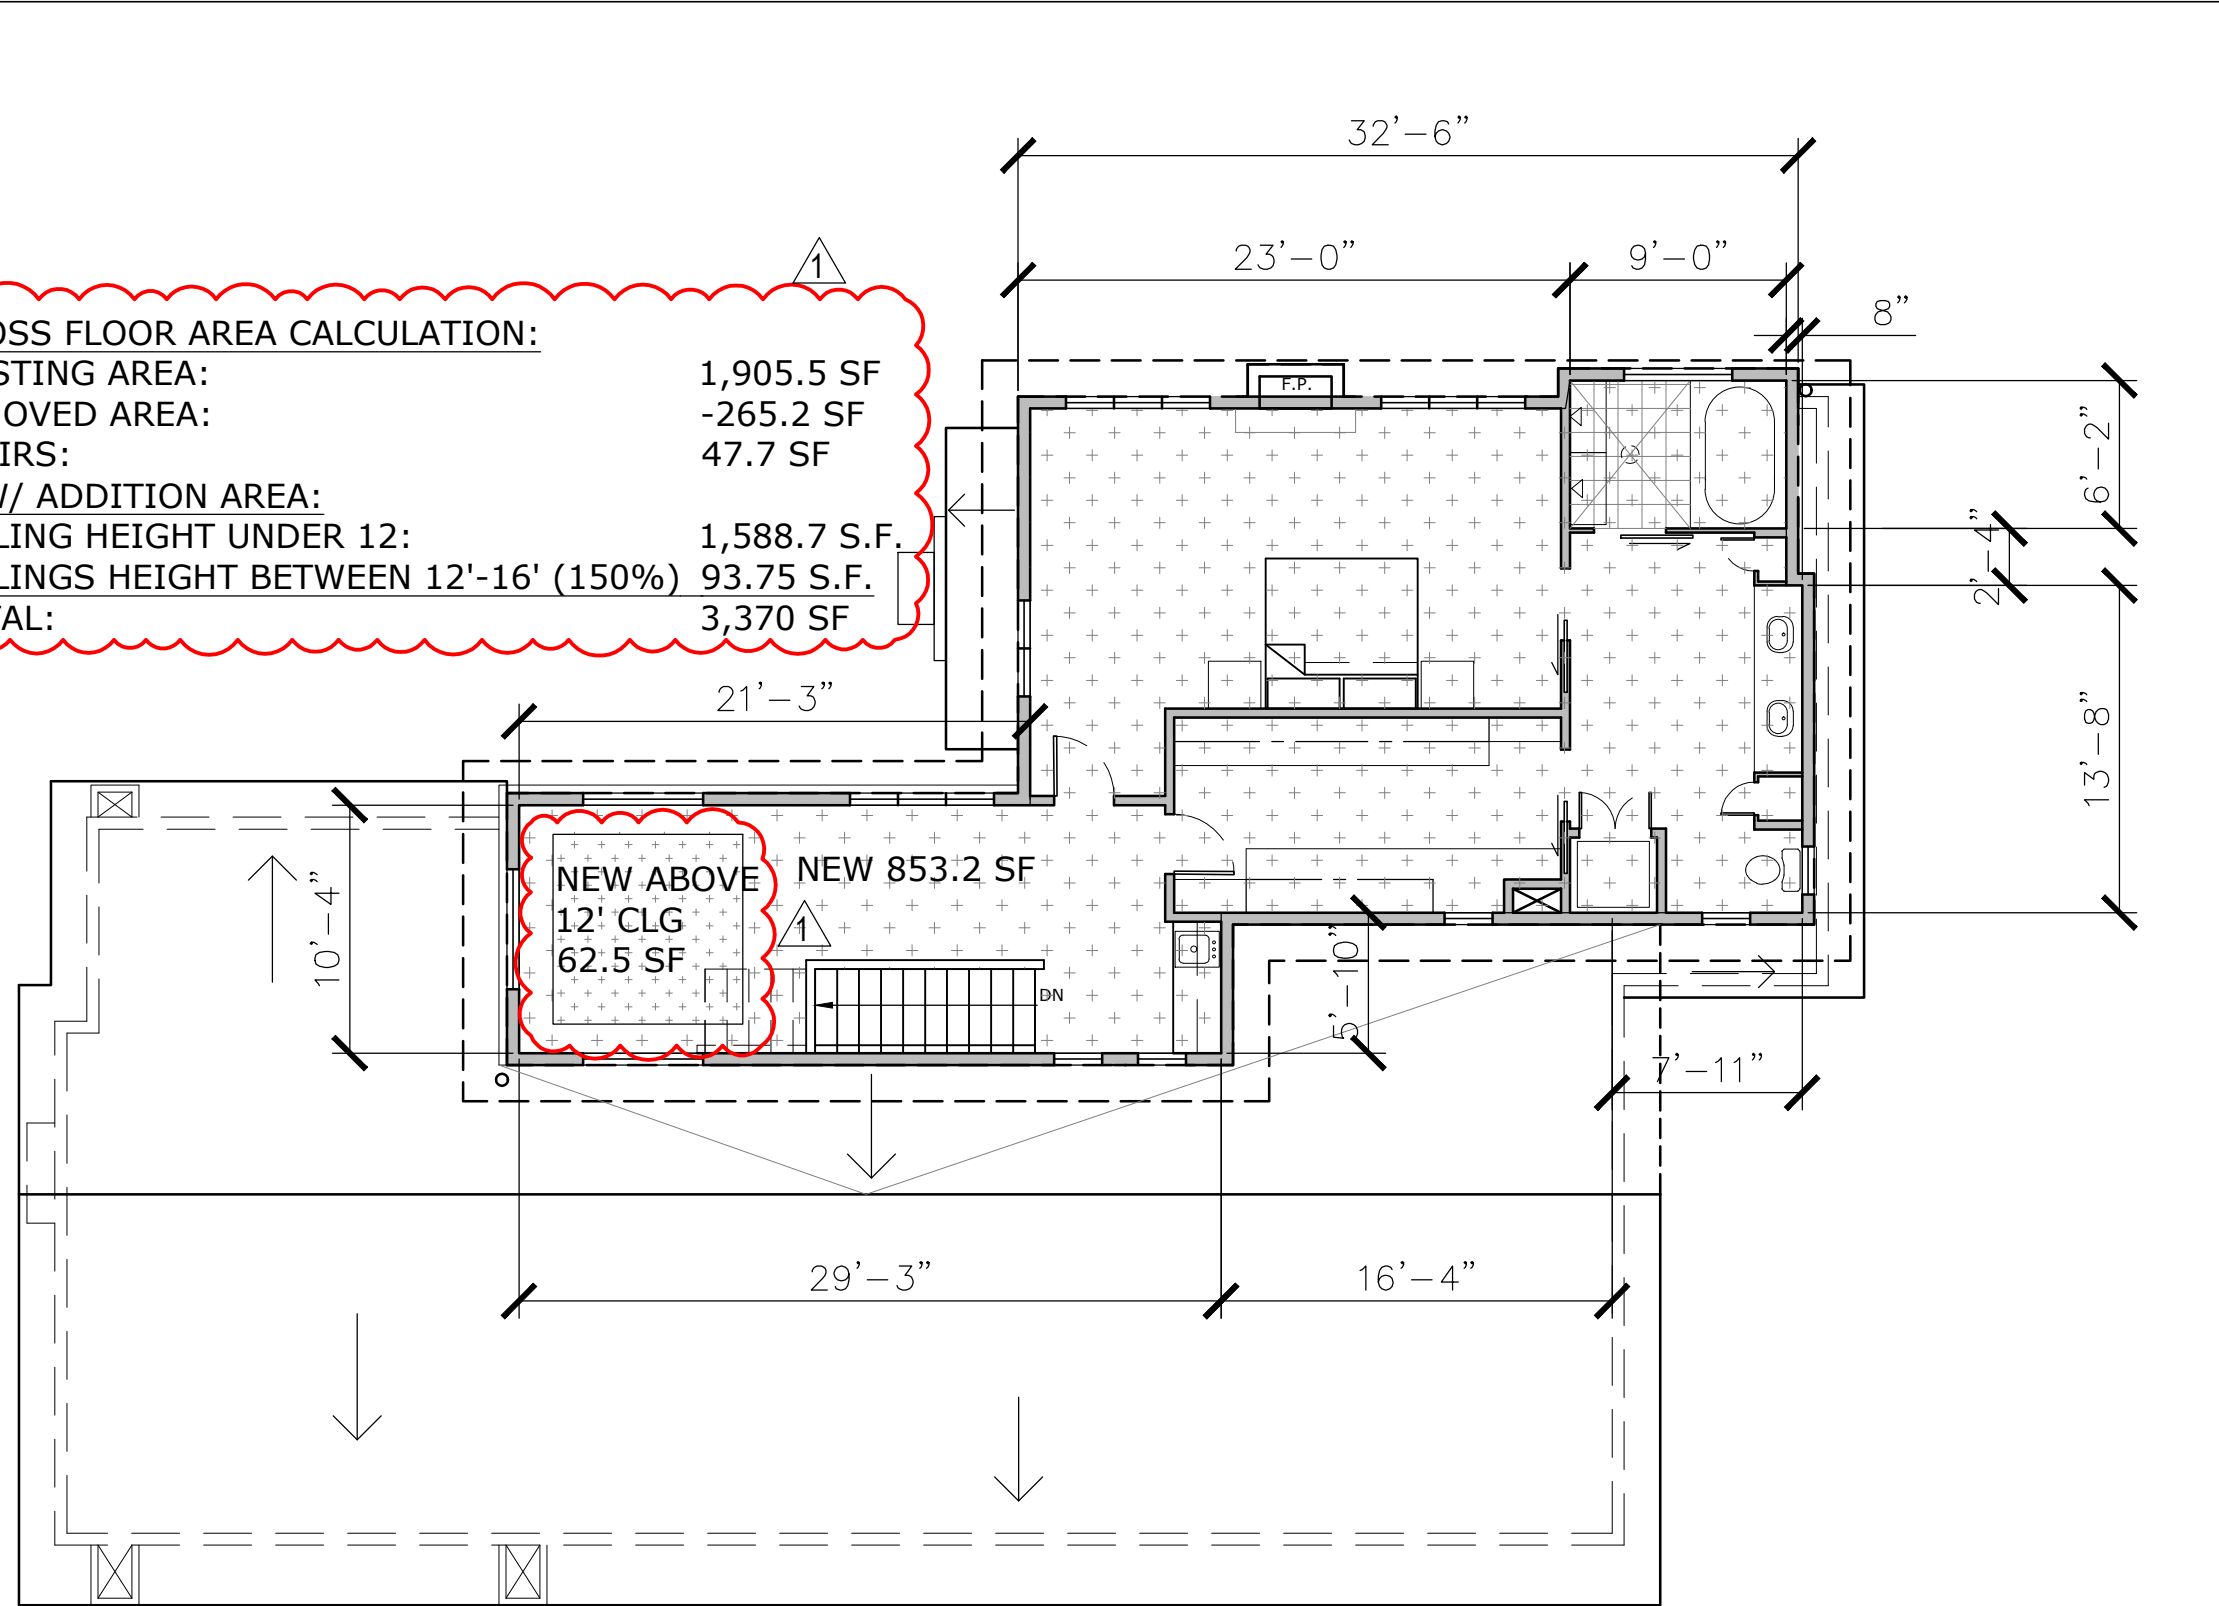 32'-6"
23'-0"
9'-0"
8"
1
OSS FLOOR AREA CALCULATION:
STING AREA: 1,905.5 SF
OVED AREA: -265.2 SF
IRS: 47.7 SF
W/ ADDITION AREA:
LING HEIGHT UNDER 12: 1,588.7 S.F.
LINGS HEIGHT BETWEEN 12'-16' (150%) 93.75 S.F.
TAL: 3,370 SF
F.P.
6'-2"
2'-4"
13'-8"
21'-3"
10'-4"
NEW ABOVE
12' CLG
62.5 SF
NEW 853.2 SF
1
DN
5'-10"
7'-11"
29'-3"
16'-4"